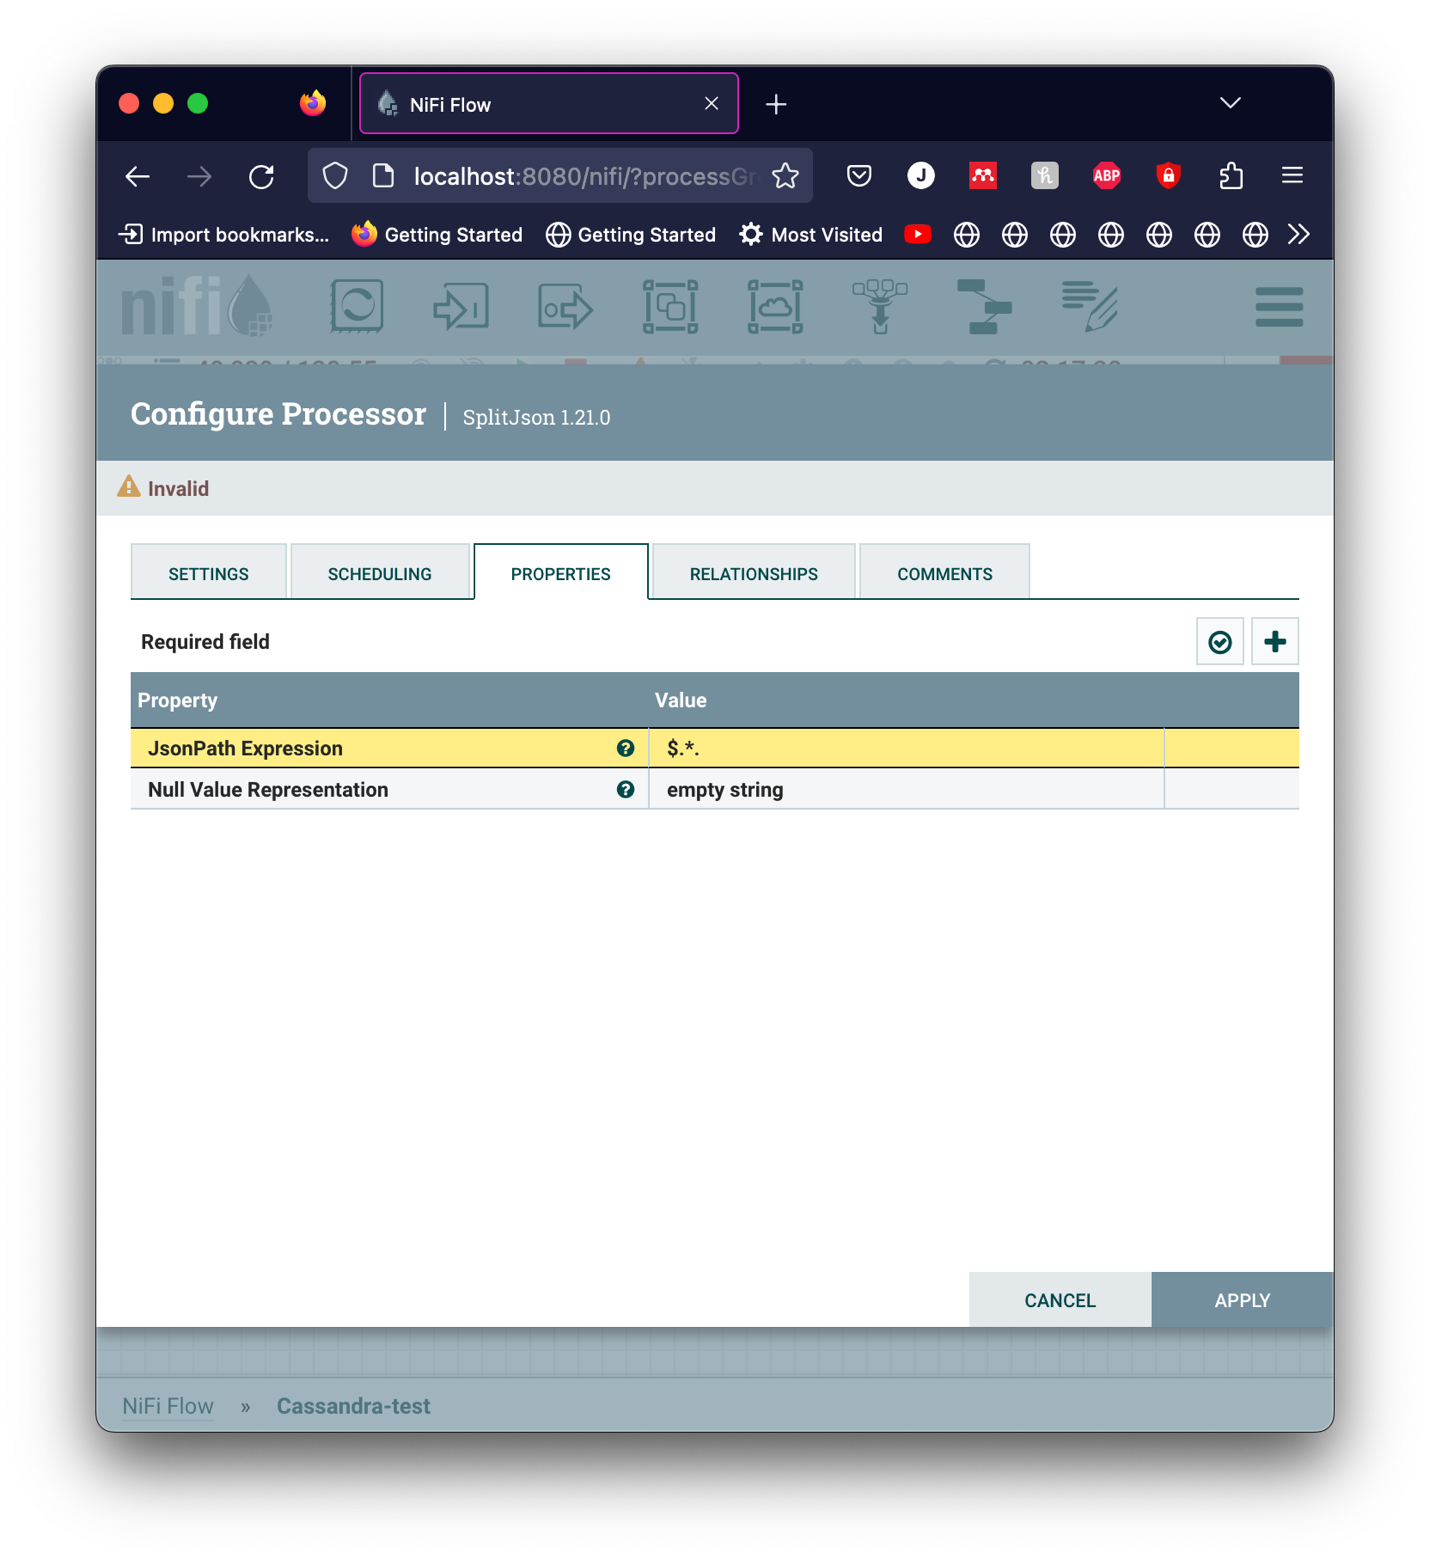 NiFi Flow
localhost:8080/nifi/?processGr
J
ABP
Import bookmarks...
Getting Started
Getting Started
Most Visited
nifi
Configure Processor
SplitJson 1.21.0
Invalid
SETTINGS
SCHEDULING
PROPERTIES
RELATIONSHIPS
COMMENTS
Required field
Property Value
JsonPath Expression $.*.
Null Value Representation empty string
CANCEL
APPLY
NiFi Flow » Cassandra-test